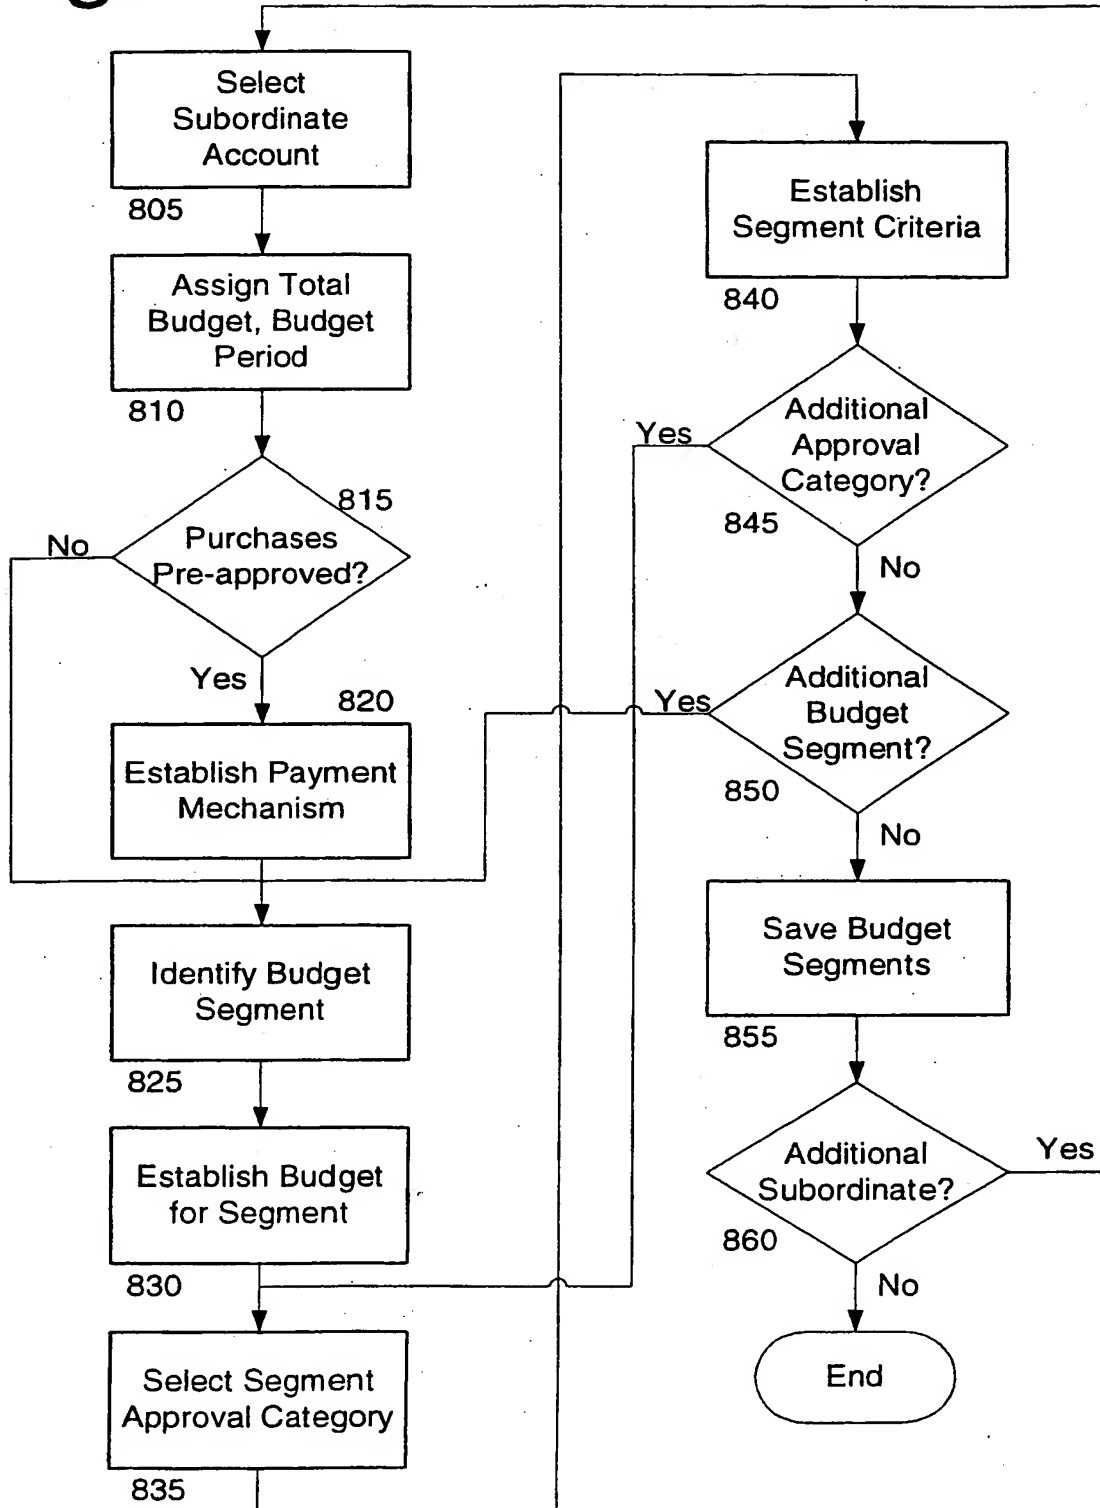 Select
Subordinate
Account
805
Assign Total
Budget, Budget
Period
810
815
Purchases
Pre-approved?
No
Yes
820
Establish Payment
Mechanism
Identify Budget
Segment
825
Establish Budget
for Segment
830
Select Segment
Approval Category
835
Establish
Segment Criteria
840
Additional
Approval
Category?
Yes
845
No
Additional
Budget
Segment?
Yes
850
No
Save Budget
Segments
855
Additional
Subordinate?
Yes
860
No
End